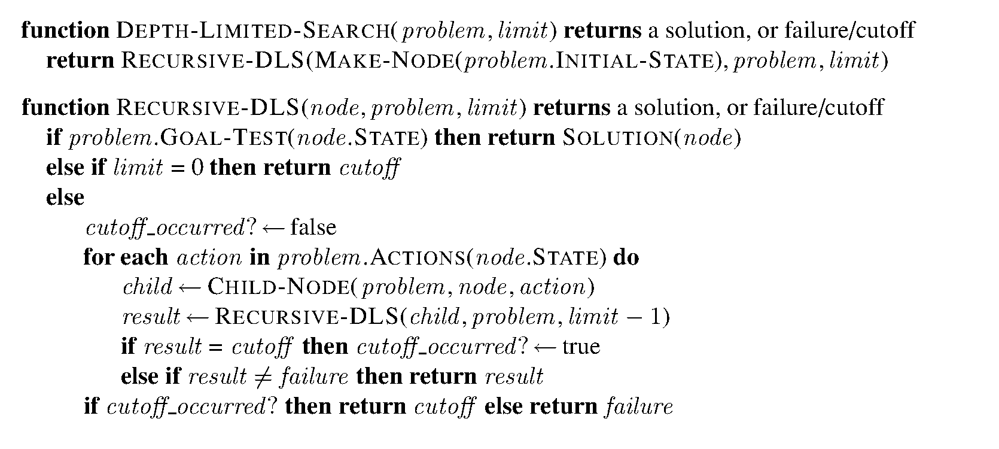 function DEPTH-LIMITED-SEARCH(problem, limit) returns a solution, or failure/cutoff
return RECURSIVE-DLS(MAKE-NODE(problem.INITIAL-STATE), problem, limit)
function RECURSIVE-DLS(node, problem, limit) returns a solution, or failure/cutoff
if problem.GOAL-TEST(node.STATE) then return SOLUTION(node)
else if limit = 0 then return cutoff
else
cutoff_occurred? ← false
for each action in problem.ACTIONS(node.STATE) do
child ← CHILD-NODE(problem, node, action)
result ← RECURSIVE-DLS(child, problem, limit − 1)
if result = cutoff then cutoff_occurred? ← true
else if result ≠ failure then return result
if cutoff_occurred? then return cutoff else return failure